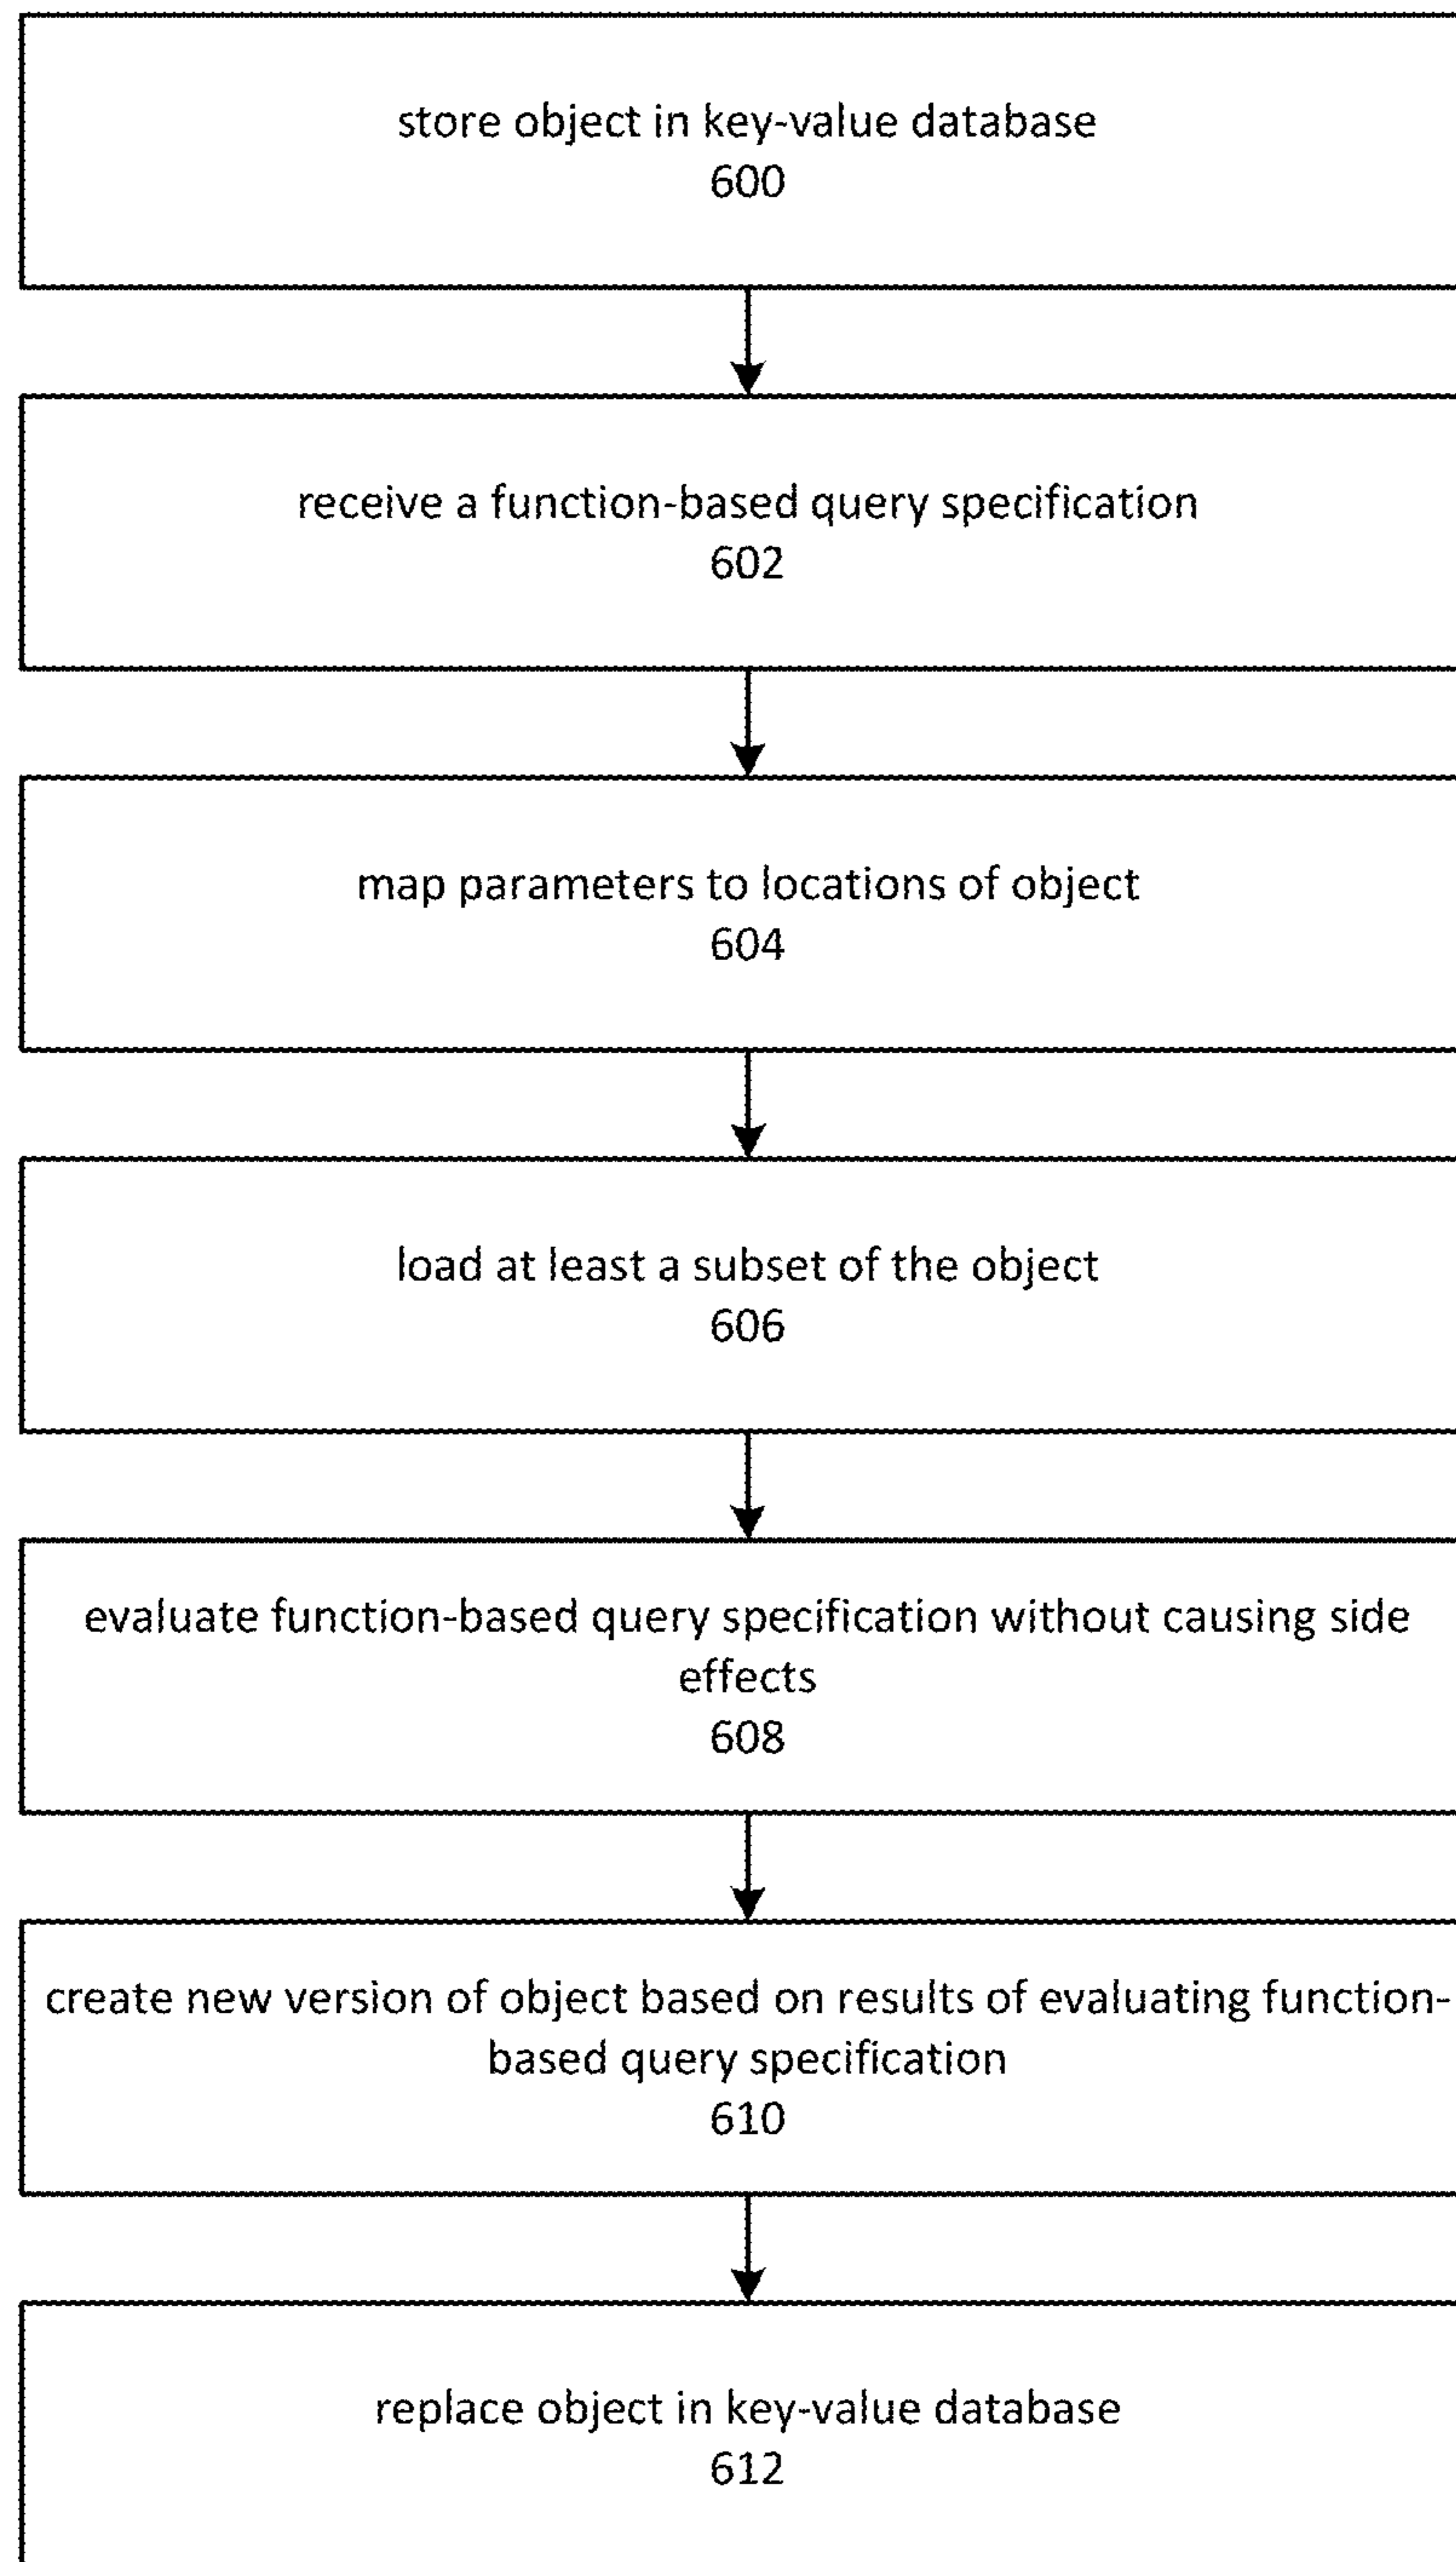 store object in key-value database
600
receive a function-based query specification
602
map parameters to locations of object
604
load at least a subset of the object
606
evaluate function-based query specification without causing side
effects
608
create new version of object based on results of evaluating function-
based query specification
610
replace object in key-value database
612